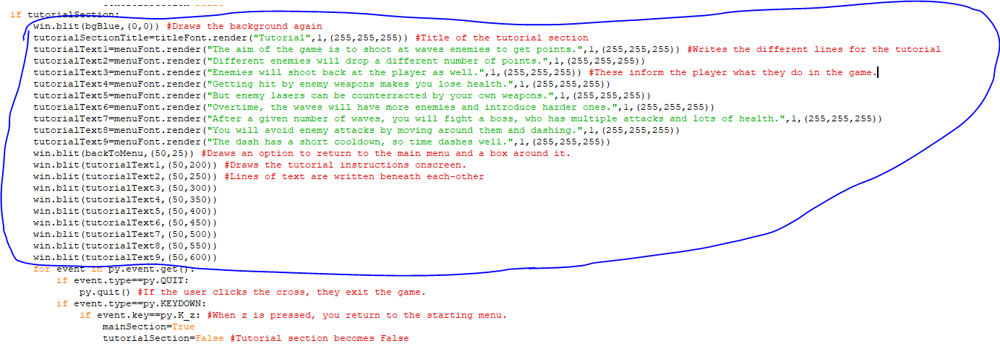 if tutorialSection:
win.blit(bgBlue,(0,0)) #Draws the background again
tutorialSectionTitle=titleFont.render("Tutorial",1,(255,255,255)) #Title of the tutorial section
tutorialText1=menuFont.render("The aim of the game is to shoot at waves enemies to get points.",1,(255,255,255)) #Writes the different lines for the tutorial
tutorialText2=menuFont.render("Different enemies will drop a different number of points.",1,(255,255,255))
tutorialText3=menuFont.render("Enemies will shoot back at the player as well.",1,(255,255,255)) #These inform the player what they do in the game.
tutorialText4=menuFont.render("Getting hit by enemy weapons makes you lose health.",1,(255,255,255))
tutorialText5=menuFont.render("But enemy lasers can be counterracted by your own weapons.",1,(255,255,255))
tutorialText6=menuFont.render("Overtime, the waves will have more enemies and introduce harder ones.",1,(255,255,255))
tutorialText7=menuFont.render("After a given number of waves, you will fight a boss, who has multiple attacks and lots of health.",1,(255,255,255))
tutorialText8=menuFont.render("You will avoid enemy attacks by moving around them and dashing.",1,(255,255,255))
tutorialText9=menuFont.render("The dash has a short cooldown, so time dashes well.",1,(255,255,255))
win.blit(backToMenu,(50,25)) #Draws an option to return to the main menu and a box around it.
win.blit(tutorialText1,(50,200)) #Draws the tutorial instructions onscreen.
win.blit(tutorialText2,(50,250)) #Lines of text are written beneath each-other
win.blit(tutorialText3,(50,300))
win.blit(tutorialText4,(50,350))
win.blit(tutorialText5,(50,400))
win.blit(tutorialText6,(50,450))
win.blit(tutorialText7,(50,500))
win.blit(tutorialText8,(50,550))
win.blit(tutorialText9,(50,600))
for event in py.event.get():
if event.type==py.QUIT:
py.quit() #If the user clicks the cross, they exit the game.
if event.type==py.KEYDOWN:
if event.key==py.K_z: #When z is pressed, you return to the starting menu.
mainSection=True
tutorialSection=False #Tutorial section becomes False